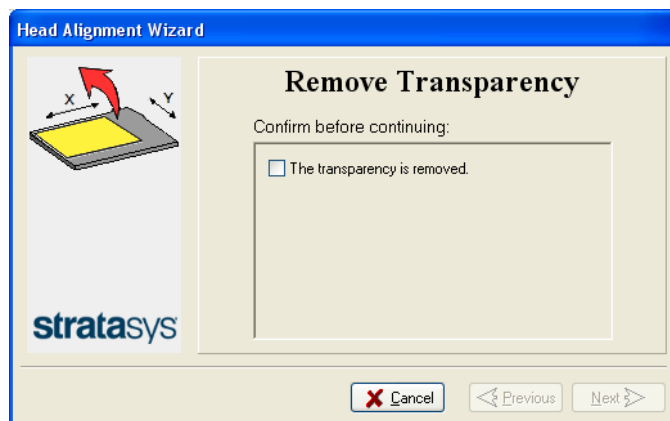 Head Alignment Wizard
Remove Transparency
X
Y
Confirm before continuing:
The transparency is removed.
stratasys
Cancel
Previous
Next